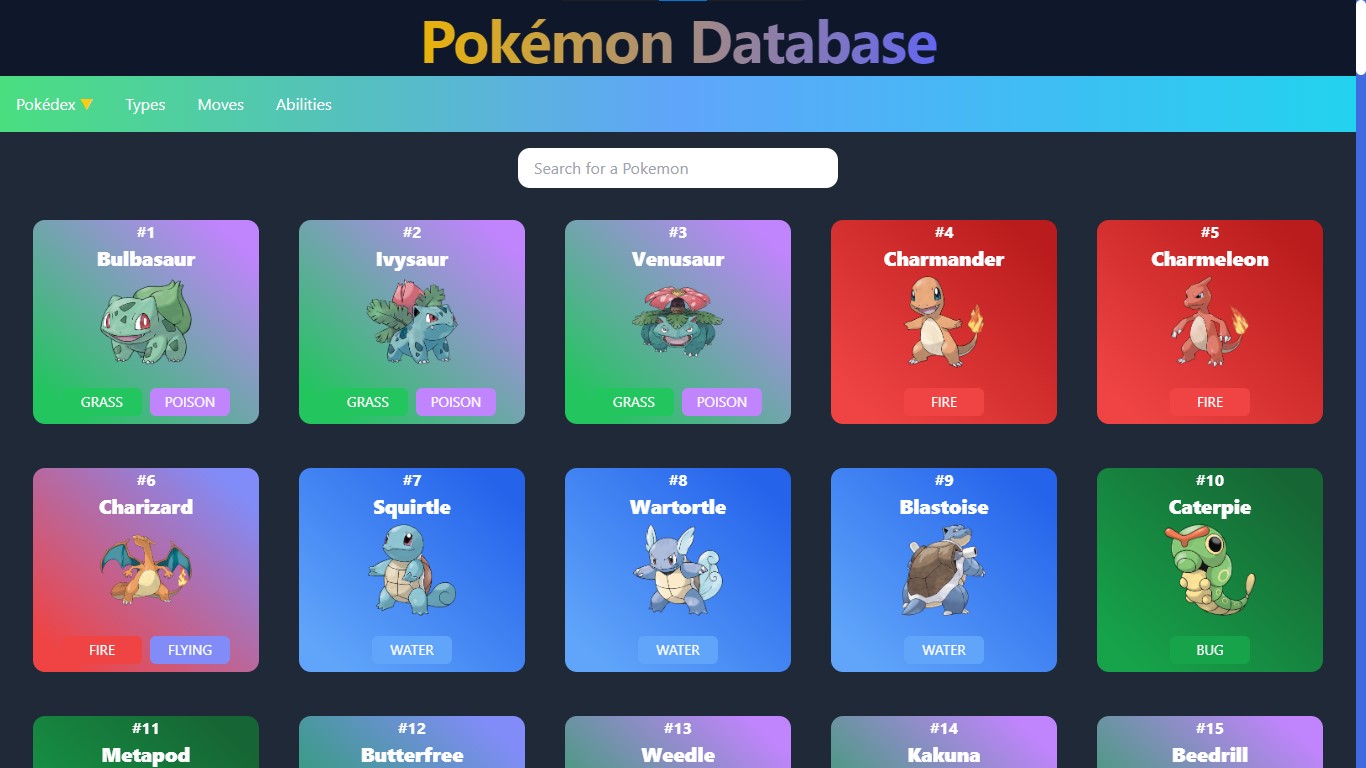 Pokémon Database
Pokédex ▼ Types Moves Abilities
Search for a Pokemon
#1
Bulbasaur
GRASS POISON
#2
Ivysaur
GRASS POISON
#3
Venusaur
GRASS POISON
#4
Charmander
FIRE
#5
Charmeleon
FIRE
#6
Charizard
FIRE FLYING
#7
Squirtle
WATER
#8
Wartortle
WATER
#9
Blastoise
WATER
#10
Caterpie
BUG
#11
Metapod
#12
Butterfree
#13
Weedle
#14
Kakuna
#15
Beedrill